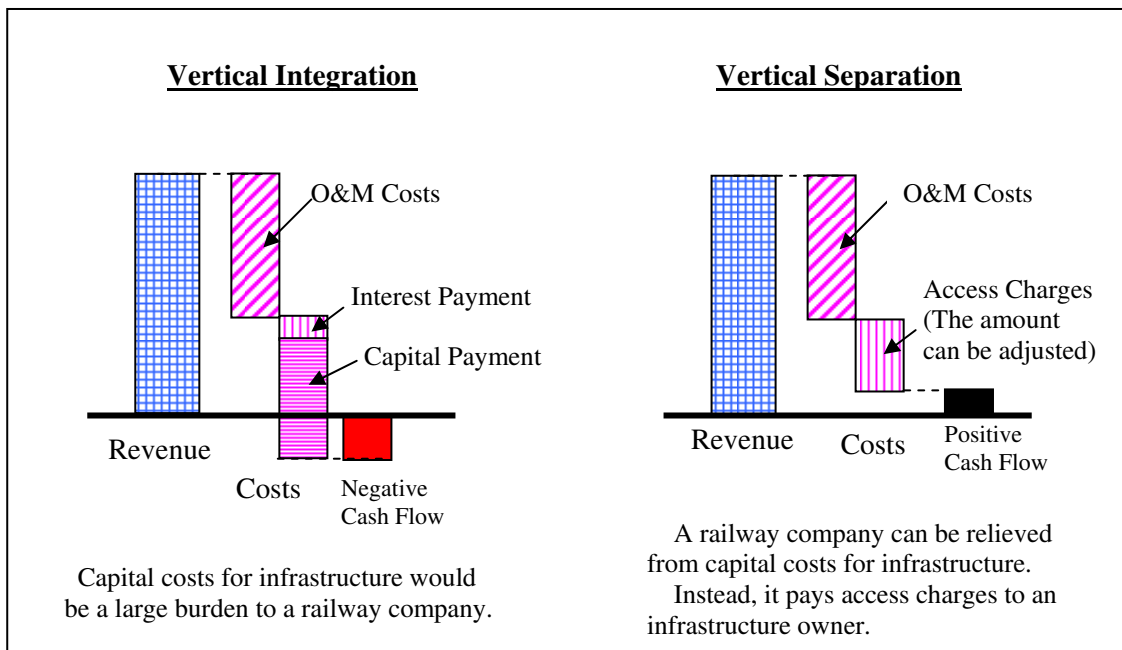 Vertical Integration
O&M Costs
Interest Payment
Capital Payment
Revenue
Costs
Negative
Cash Flow
Capital costs for infrastructure would
be a large burden to a railway company.
Vertical Separation
O&M Costs
Access Charges
(The amount
can be adjusted)
Costs
Positive
Cash Flow
Revenue
A railway company can be relieved
from capital costs for infrastructure.
Instead, it pays access charges to an
infrastructure owner.